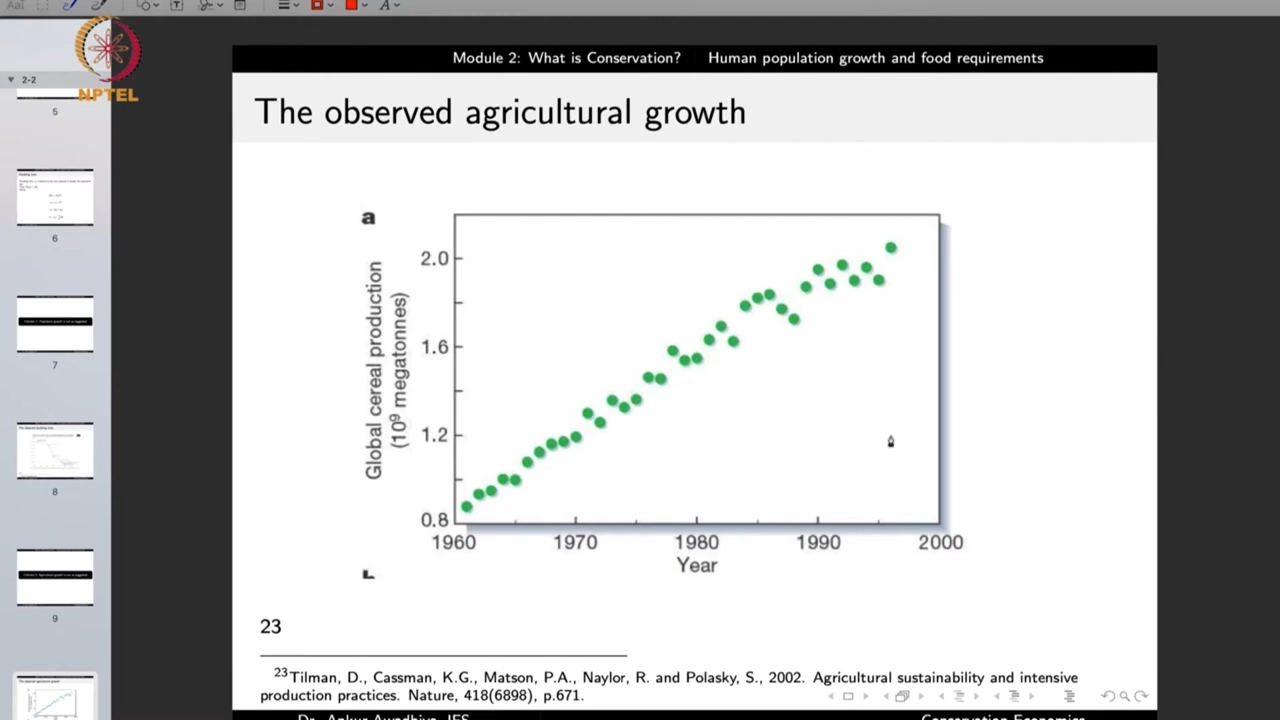 AaI
T
A
NPTEL
2-2
5
6
7
8
9
Module 2: What is Conservation? Human population growth and food requirements
The observed agricultural growth
a
Global cereal production
(10⁹ megatonnes)
2.0
1.6
1.2
0.8
1960 1970 1980 1990 2000
Year
23
²³Tilman, D., Cassman, K.G., Matson, P.A., Naylor, R. and Polasky, S., 2002. Agricultural sustainability and intensive
production practices. Nature, 418(6898), p.671.
Dr. Ankur Awadhiya, IFS Conservation Economics